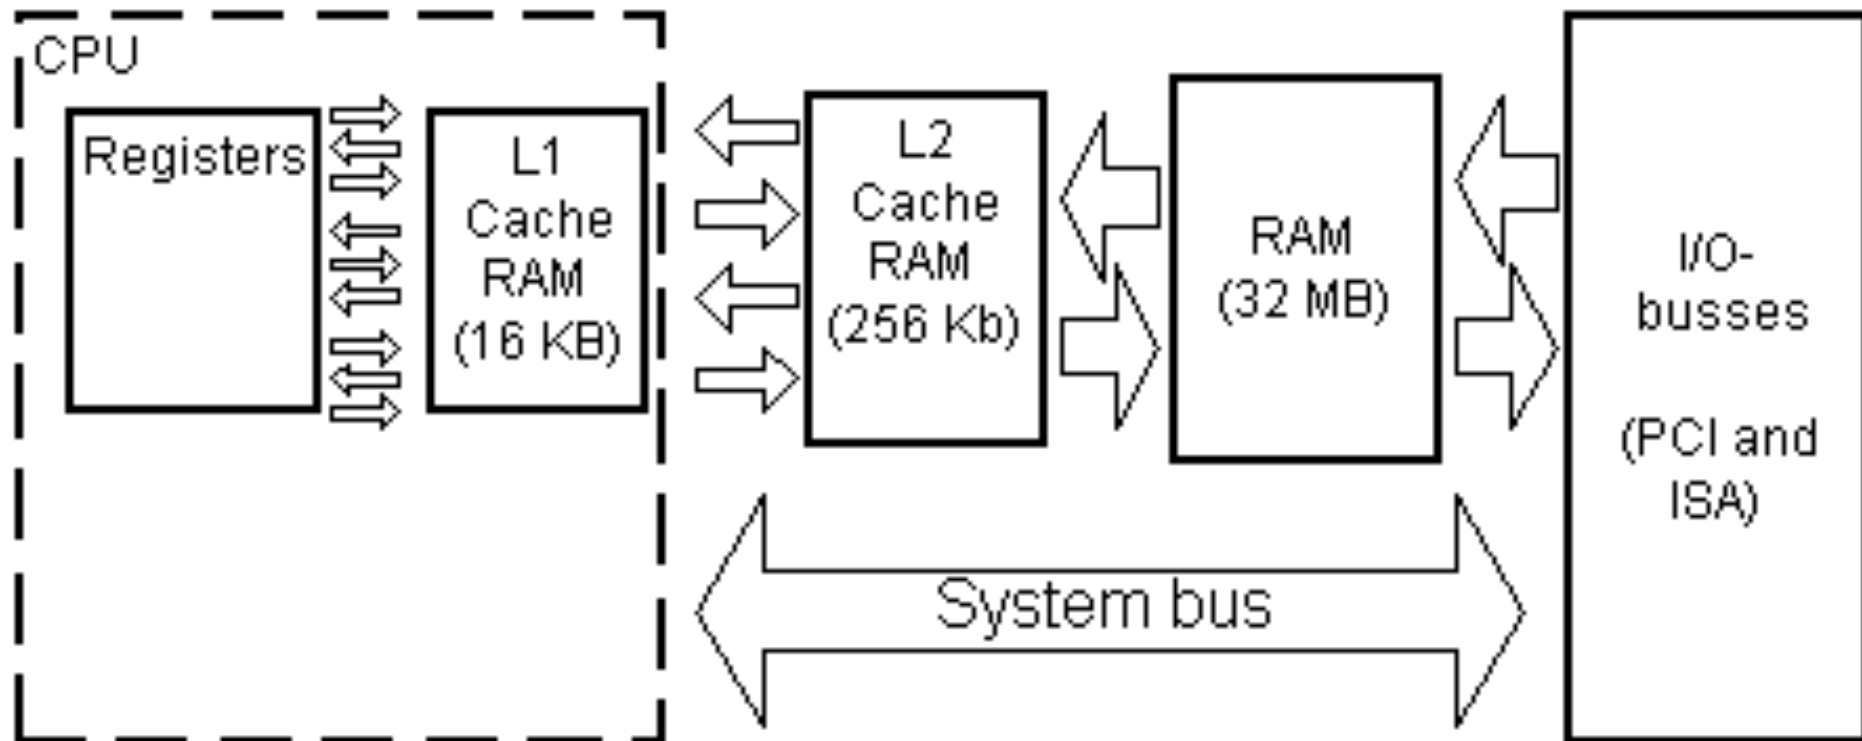 CPU
Registers
L1
Cache
RAM
(16 KB)
L2
Cache
RAM
(256 Kb)
RAM
(32 MB)
I/O-
busses
(PCI and
ISA)
System bus